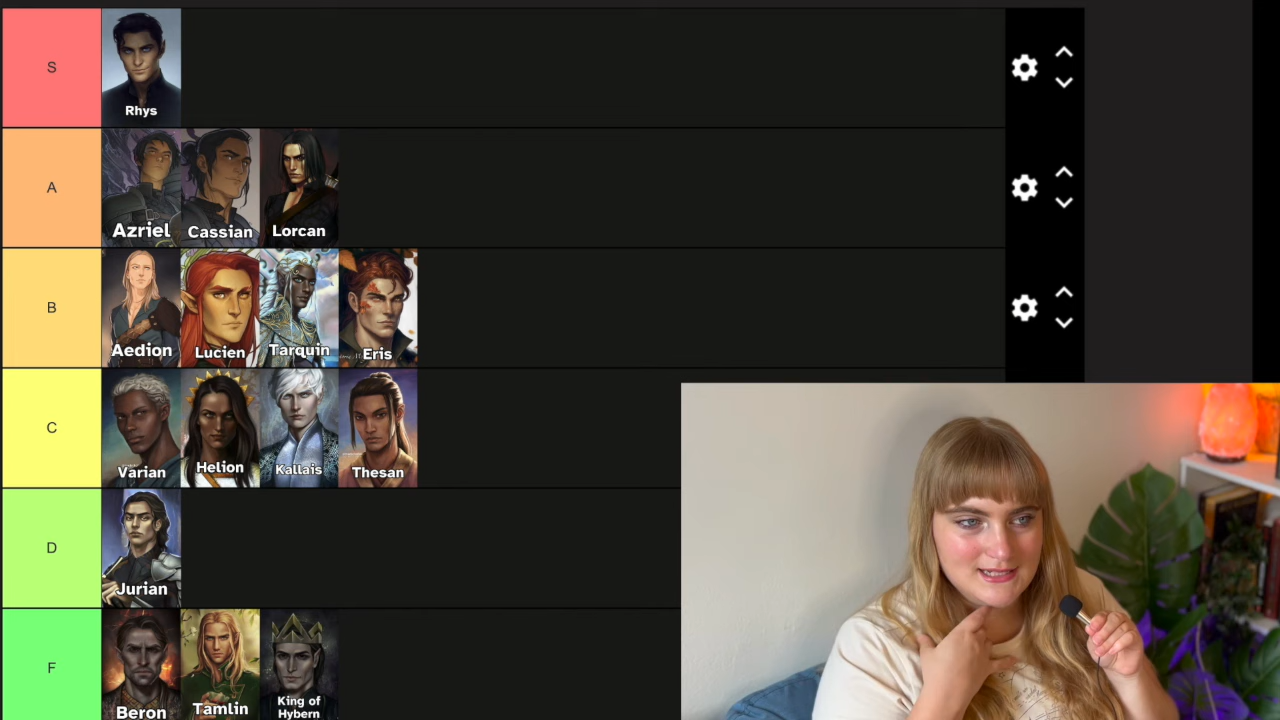 S
Rhys
A
Azriel
Cassian
Lorcan
B
Aedion
Lucien
Tarquin
Eris
C
Varian
Helion
Kallais
Thesan
D
Jurian
F
Beron
Tamlin
King of
Hybern